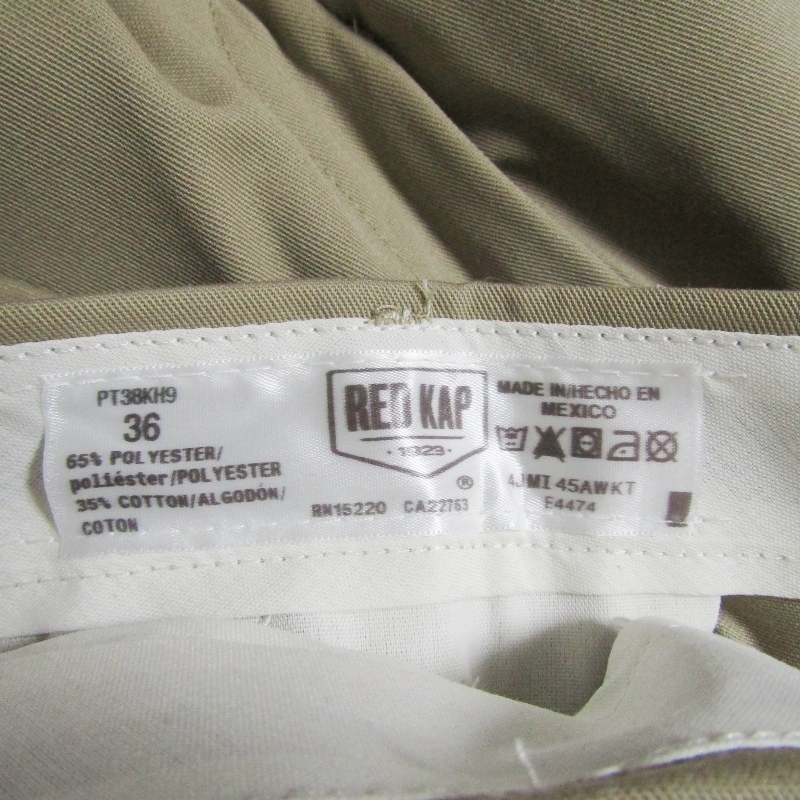 PT38KH9
36
65% POLYESTER/
poliéster/POLYESTER
35% COTTON/ALGODÓN/
COTON
RED KAP
·1923·
®
RN15220 CA22753
MADE IN/HECHO EN
MEXICO
4JMI 45AWKT
E4474